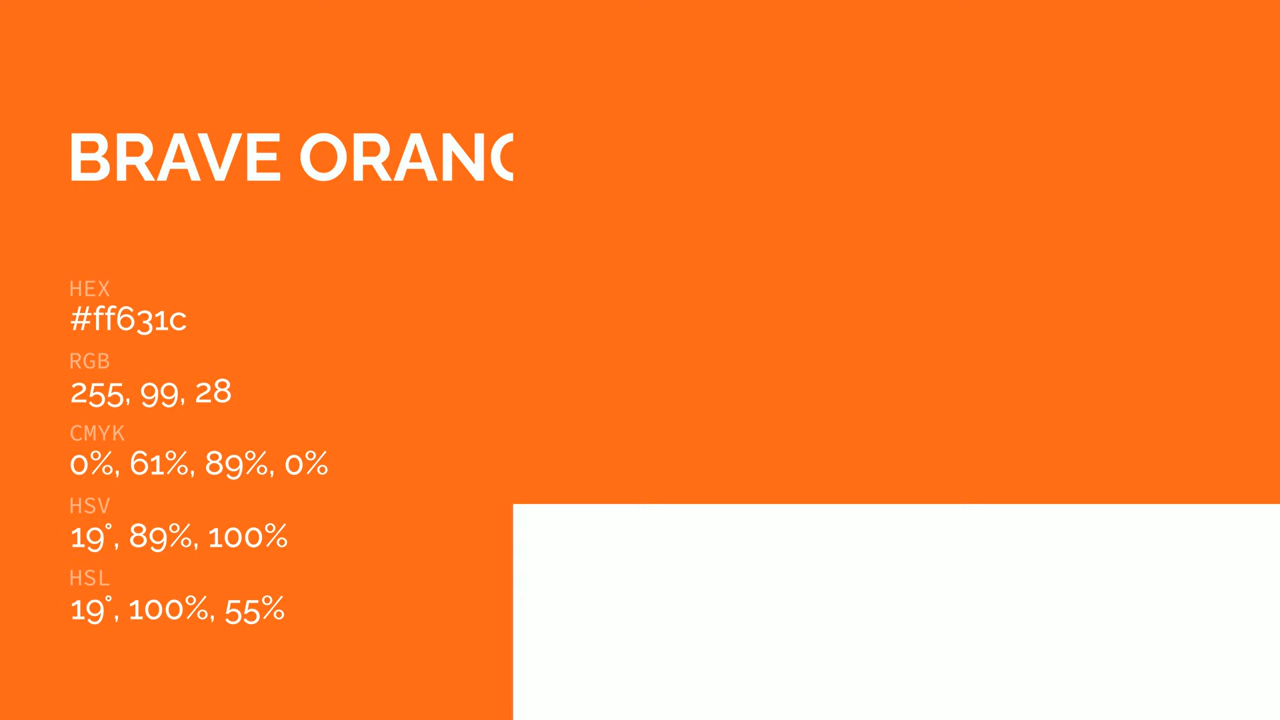 BRAVE ORAN
HEX
#ff631c
RGB
255, 99, 28
CMYK
0%, 61%, 89%, 0%
HSV
19°, 89%, 100%
HSL
19°, 100%, 55%